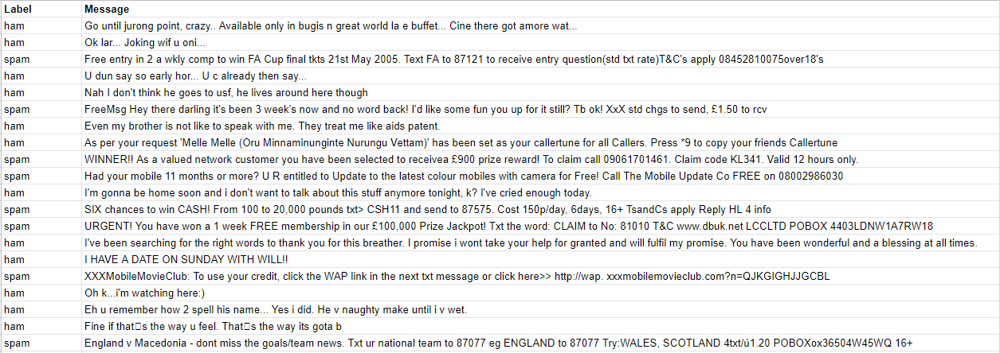 Label Message
ham Go until jurong point, crazy.. Available only in bugis n great world la e buffet... Cine there got amore wat...
ham Ok lar... Joking wif u oni...
spam Free entry in 2 a wkly comp to win FA Cup final tkts 21st May 2005. Text FA to 87121 to receive entry question(std txt rate)T&C's apply 08452810075over18's
ham U dun say so early hor... U c already then say...
ham Nah I don't think he goes to usf, he lives around here though
spam FreeMsg Hey there darling it's been 3 week's now and no word back! I'd like some fun you up for it still? Tb ok! XxX std chgs to send, £1.50 to rcv
ham Even my brother is not like to speak with me. They treat me like aids patent.
ham As per your request 'Melle Melle (Oru Minnaminunginte Nurungu Vettam)' has been set as your callertune for all Callers. Press *9 to copy your friends Callertune
spam WINNER!! As a valued network customer you have been selected to receivea £900 prize reward! To claim call 09061701461. Claim code KL341. Valid 12 hours only.
spam Had your mobile 11 months or more? U R entitled to Update to the latest colour mobiles with camera for Free! Call The Mobile Update Co FREE on 08002986030
ham I'm gonna be home soon and i don't want to talk about this stuff anymore tonight, k? I've cried enough today.
spam SIX chances to win CASH! From 100 to 20,000 pounds txt> CSH11 and send to 87575. Cost 150p/day, 6days, 16+ TsandCs apply Reply HL 4 info
spam URGENT! You have won a 1 week FREE membership in our £100,000 Prize Jackpot! Txt the word: CLAIM to No: 81010 T&C www.dbuk.net LCCLTD POBOX 4403LDNW1A7RW18
ham I've been searching for the right words to thank you for this breather. I promise i wont take your help for granted and will fulfil my promise. You have been wonderful and a blessing at all times.
ham I HAVE A DATE ON SUNDAY WITH WILL!!
spam XXXMobileMovieClub: To use your credit, click the WAP link in the next txt message or click here>> http://wap. xxxmobilemovieclub.com?n=QJKGIGHJJGCBL
ham Oh k...i'm watching here:)
ham Eh u remember how 2 spell his name... Yes i did. He v naughty make until i v wet.
ham Fine if that□s the way u feel. That□s the way its gota b
spam England v Macedonia - dont miss the goals/team news. Txt ur national team to 87077 eg ENGLAND to 87077 Try:WALES, SCOTLAND 4txt/ú1.20 POBOXox36504W45WQ 16+